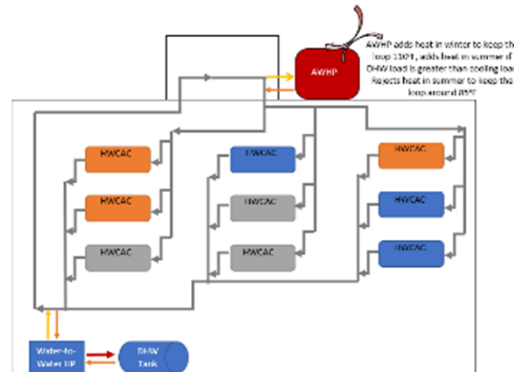 AWHP adds heat in winter to keep the
loop 110°F, adds heat in summer if
DHW load is greater than cooling load
Rejects heat in summer to keep the
loop around 85°F
AWHP
HWCAC HWCAC HWCAC
HWCAC HWCAC HWCAC
HWCAC HWCAC HWCAC
Water-to-
Water HP
DHW
Tank